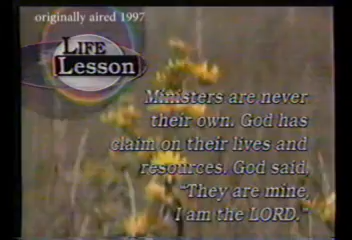 originally aired 1997
LIFE
Lesson
Ministers are never
their own. God has
claim on their lives and
resources. God said,
"They are mine,
I am the LORD."